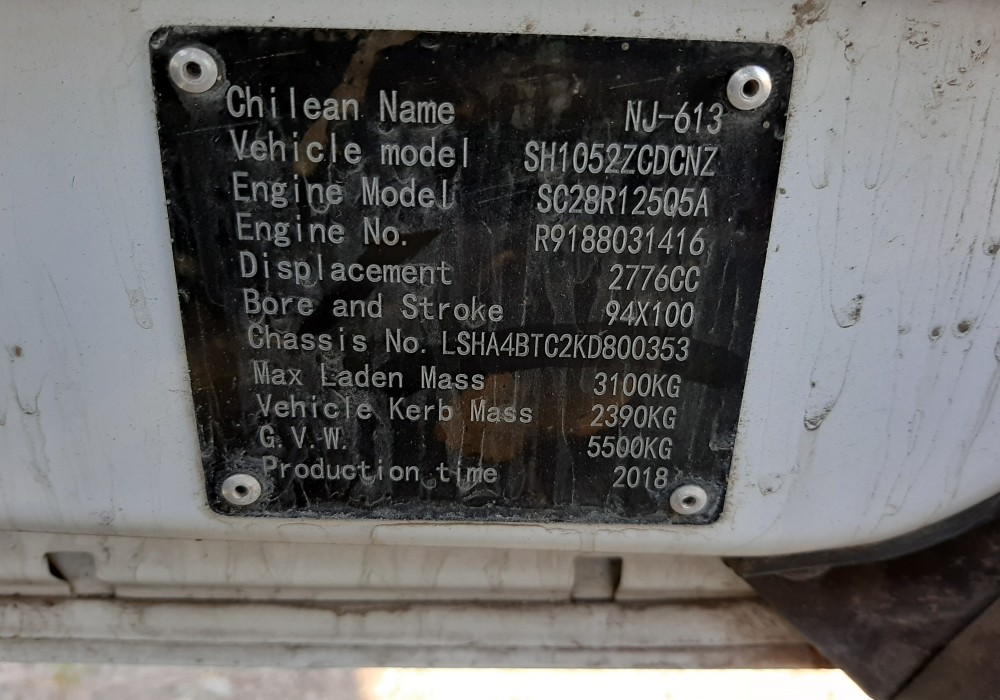 Chilean Name NJ-613
Vehicle model SH1052ZCDCNZ
Engine Model SC28R125Q5A
Engine No. R9188031416
Displacement 2776CC
Bore and Stroke 94X100
Chassis No. LSHA4BTC2KD800353
Max Laden Mass 3100KG
Vehicle Kerb Mass 2390KG
G.V.W. 5500KG
Production time 2018